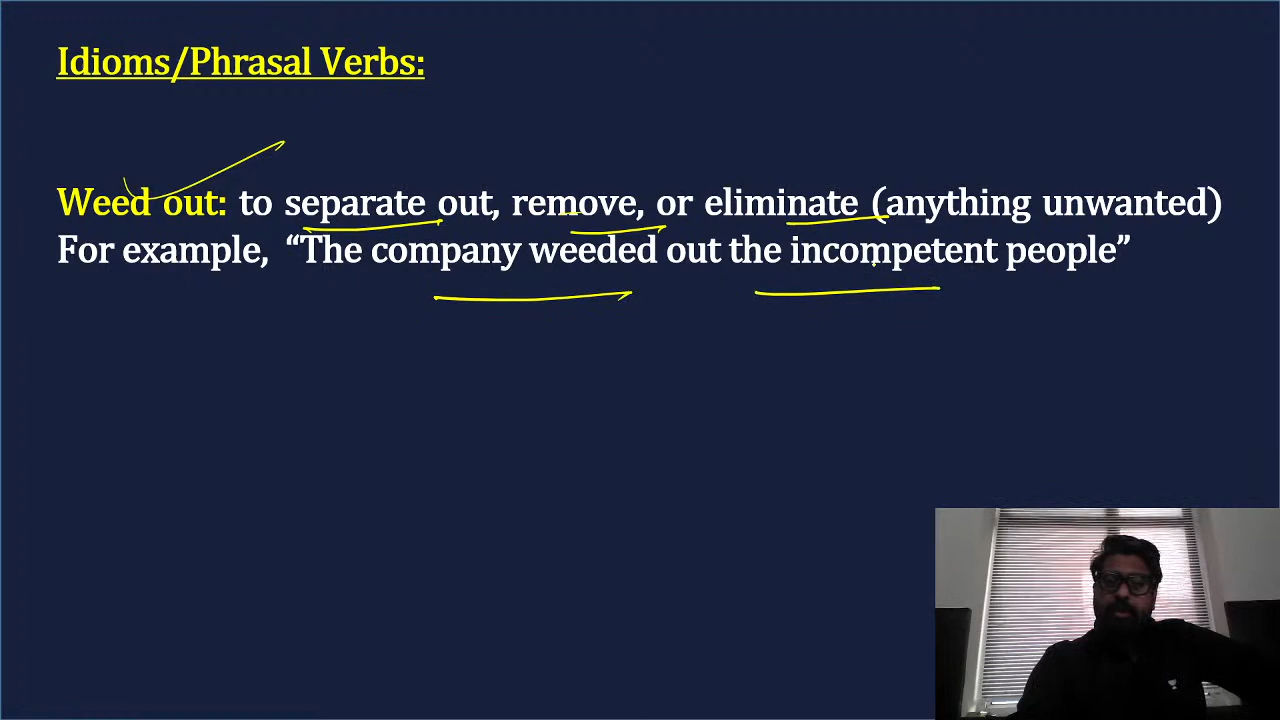 Idioms/Phrasal Verbs:
Weed out: to separate out, remove, or eliminate (anything unwanted)
For example, “The company weeded out the incompetent people”